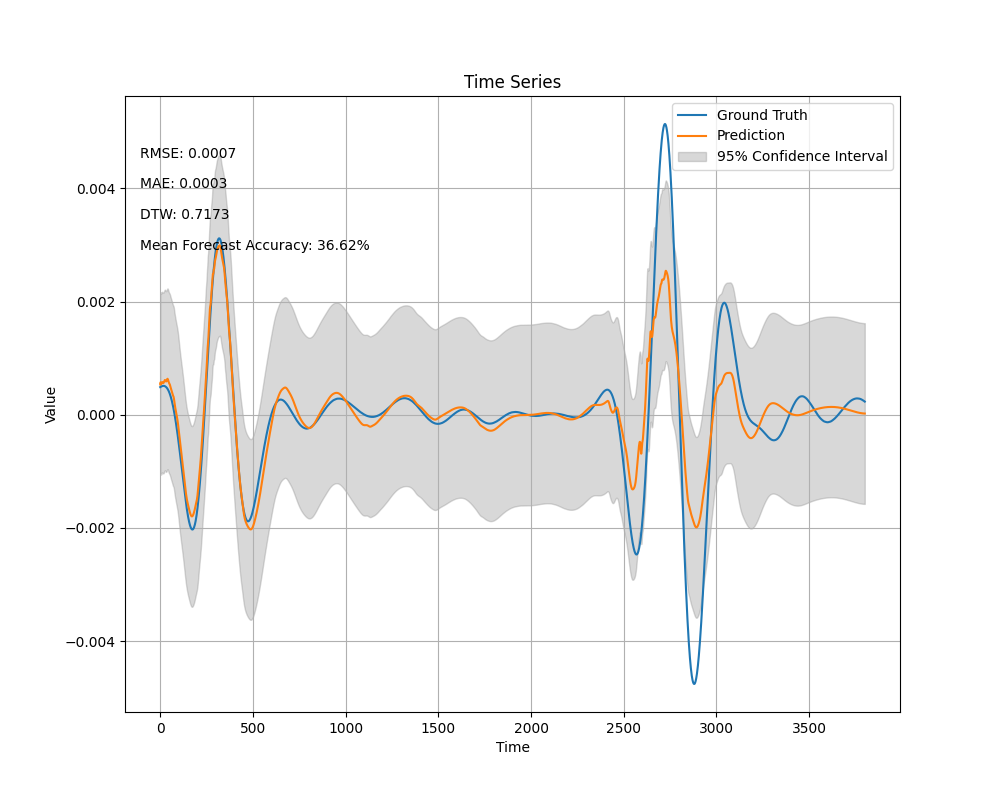 Time Series
Ground Truth
Prediction
95% Confidence Interval
RMSE: 0.0007
MAE: 0.0003
DTW: 0.7173
Mean Forecast Accuracy: 36.62%
Value
0.004
0.002
0.000
−0.002
−0.004
0 500 1000 1500 2000 2500 3000 3500
Time